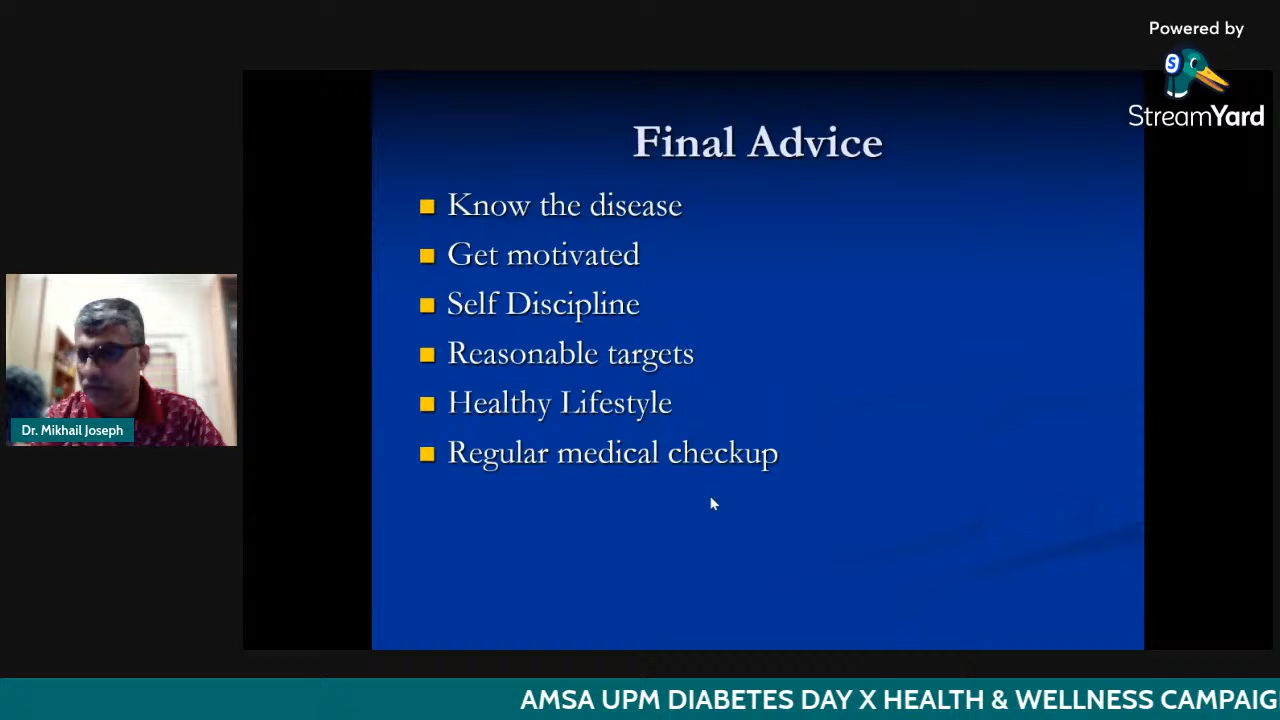 Powered by
StreamYard
Final Advice
Know the disease
Get motivated
Self Discipline
Reasonable targets
Healthy Lifestyle
Regular medical checkup
Dr. Mikhail Joseph
AMSA UPM DIABETES DAY X HEALTH & WELLNESS CAMPAIG